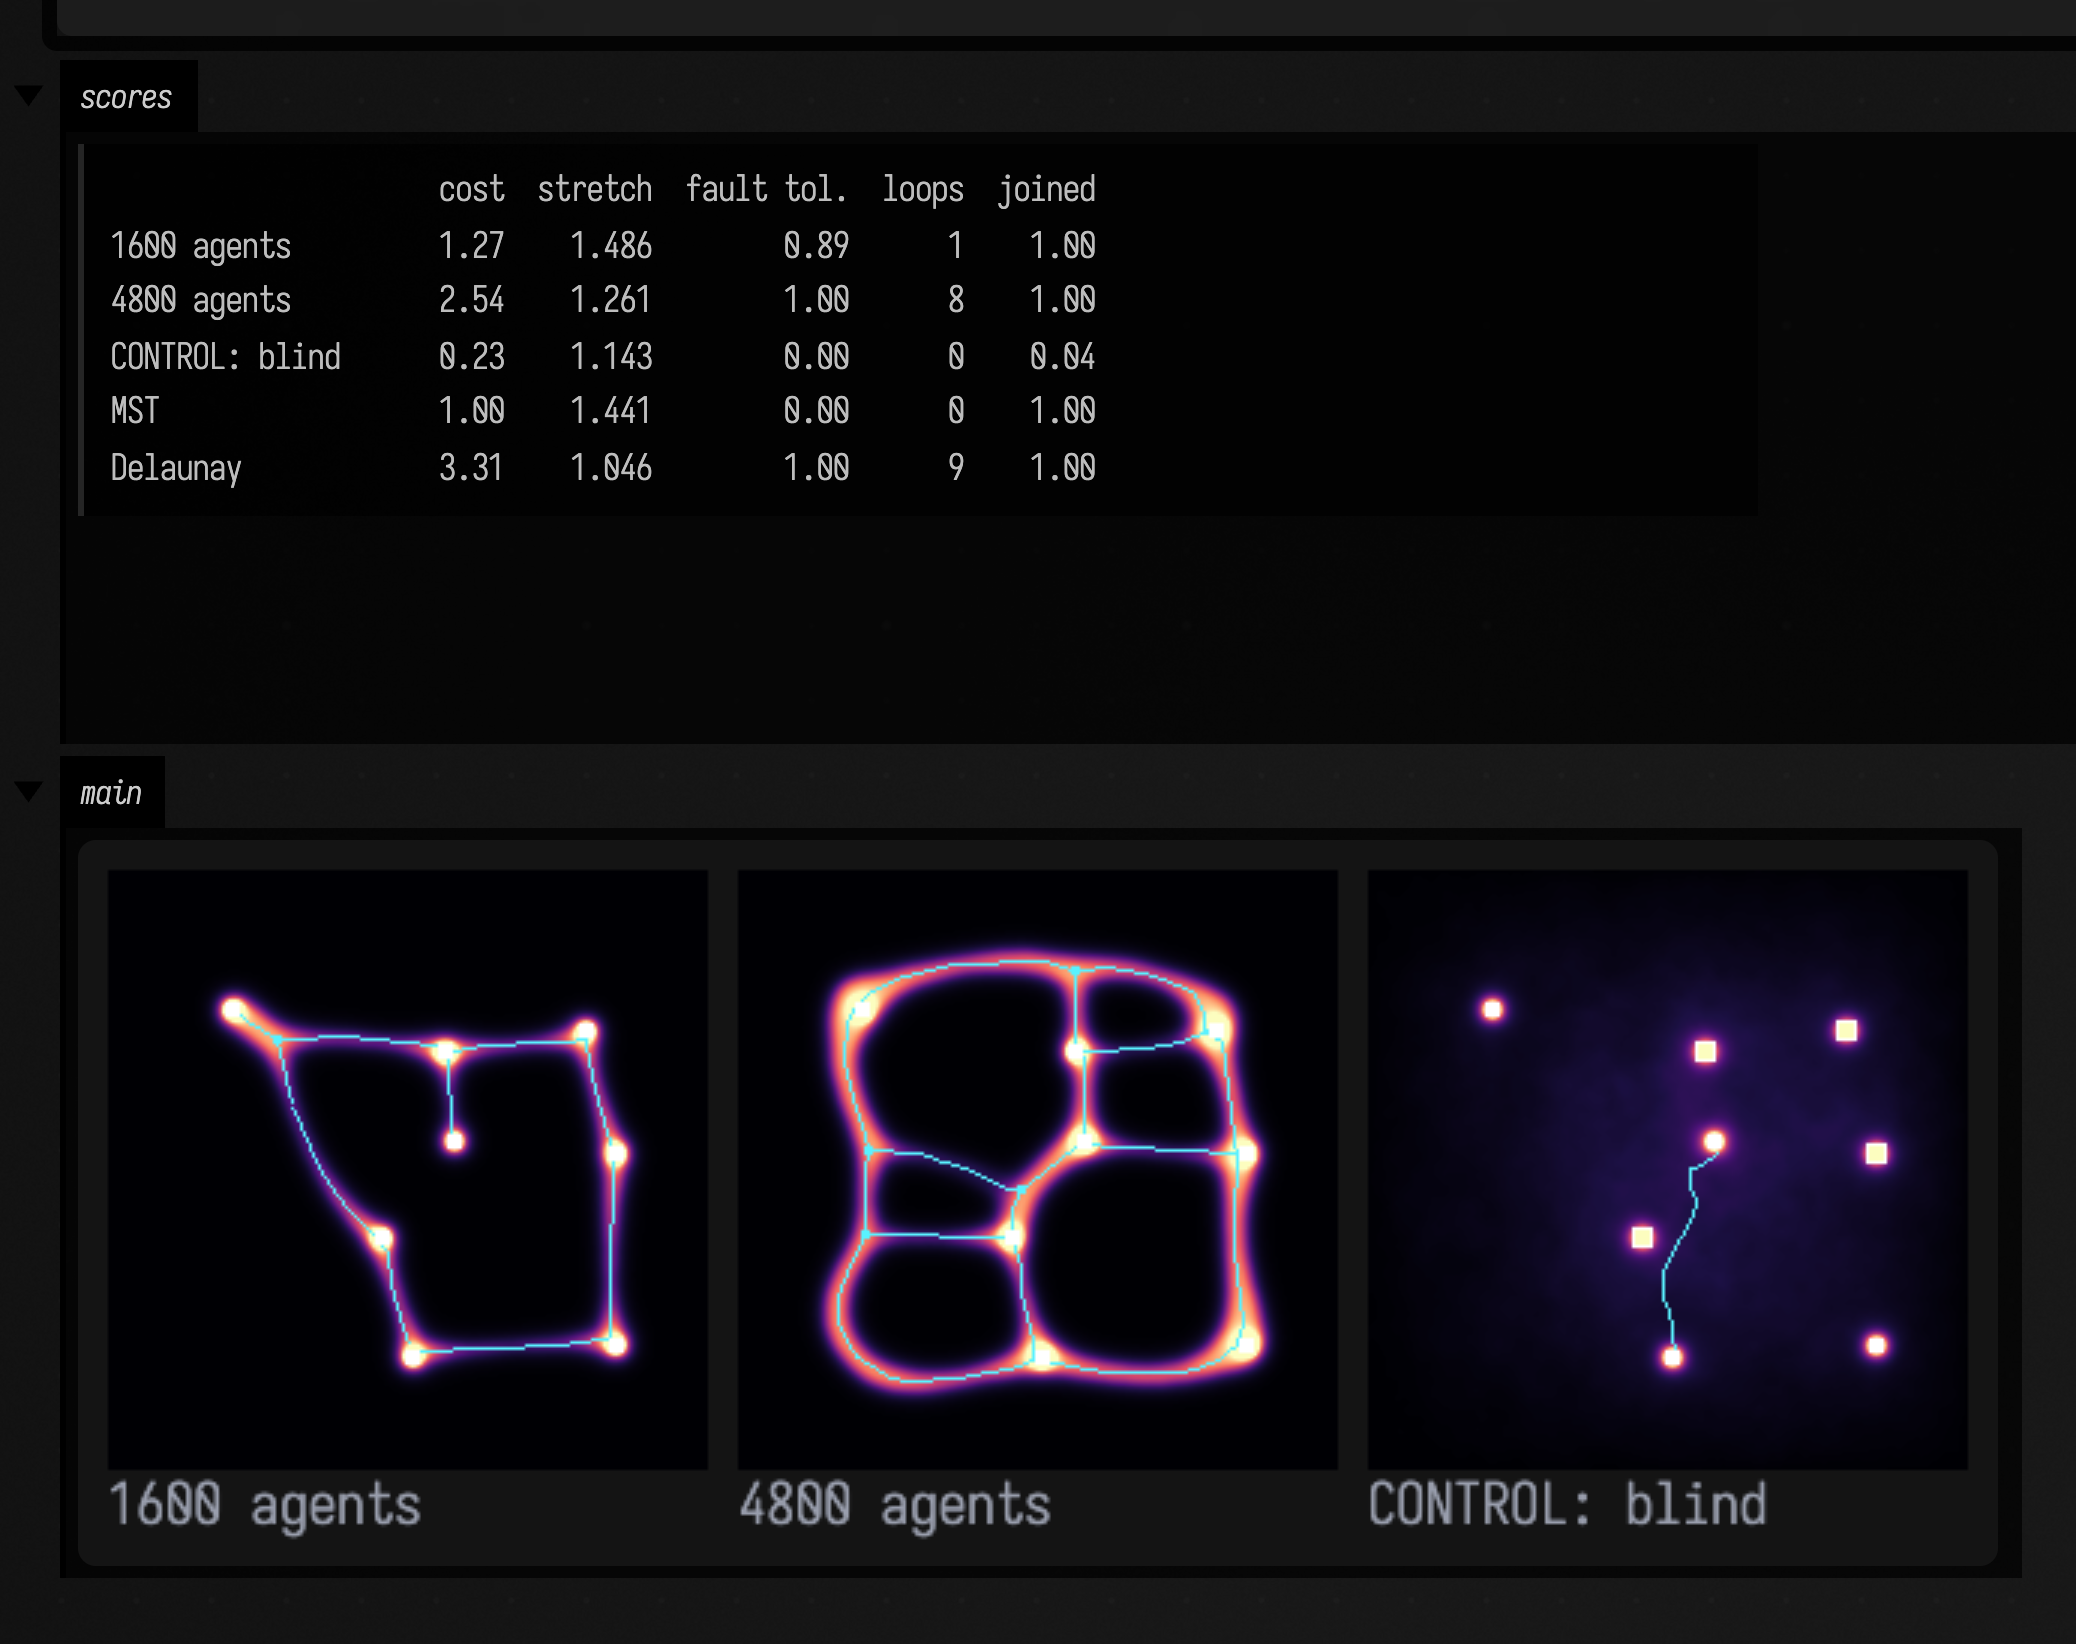 scores
cost stretch fault tol. loops joined
1600 agents 1.27 1.486 0.89 1 1.00
4800 agents 2.54 1.261 1.00 8 1.00
CONTROL: blind 0.23 1.143 0.00 0 0.04
MST 1.00 1.441 0.00 0 1.00
Delaunay 3.31 1.046 1.00 9 1.00
main
1600 agents
4800 agents
CONTROL: blind